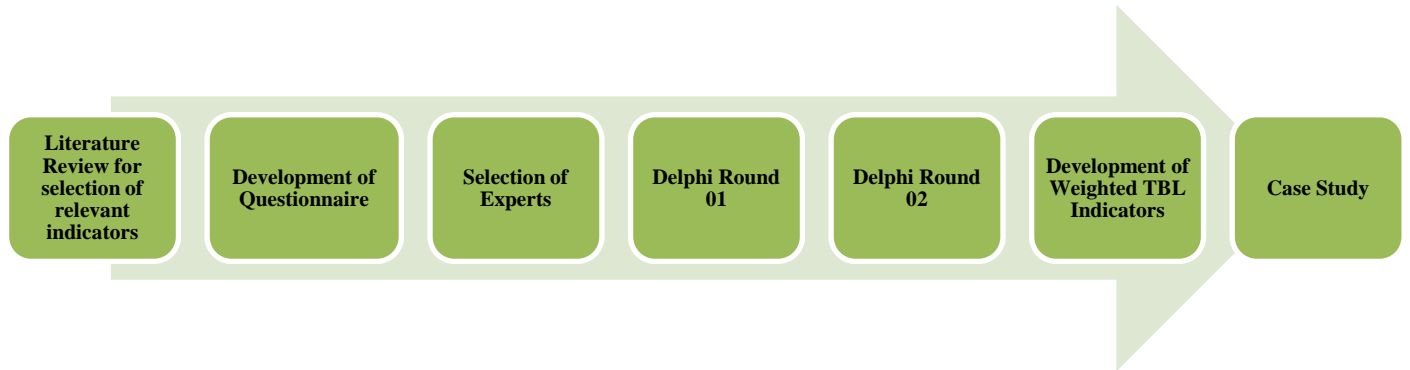 Literature
Review for
selection of
relevant
indicators
Development of
Questionnaire
Selection of
Experts
Delphi Round
01
Delphi Round
02
Development of
Weighted TBL
Indicators
Case Study